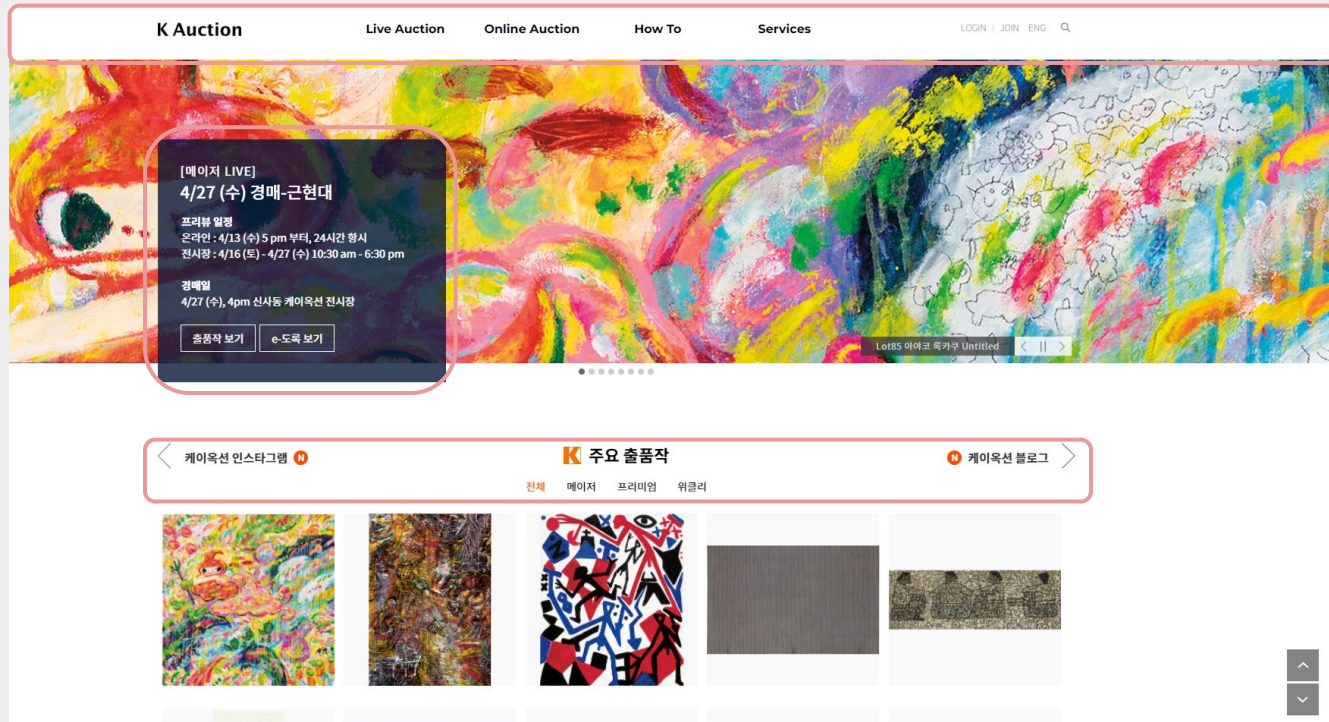 K Auction
Live Auction
Online Auction
How To
Services
LOGIN | JOIN ENG
[메이저 LIVE]
4/27 (수) 경매-근현대
프리뷰 일정
온라인 : 4/13 (수) 5 pm 부터, 24시간 항시
전시장 : 4/16 (토) - 4/27 (수) 10:30 am - 6:30 pm
경매일
4/27 (수), 4pm 신사동 케이옥션 전시장
출품작 보기
e-도록 보기
Lot85 아야코 록카쿠 Untitled
케이옥션 인스타그램 N
K 주요 출품작
N 케이옥션 블로그
전체 메이저 프리미엄 위클리